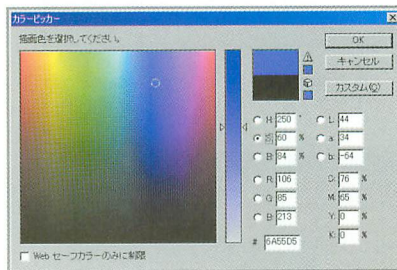 カラーピッカー
描画色を選択してください。
OK
キャンセル
カスタム(Q)
H: 250 °
S: 60 %
B: 84 %
R: 106
G: 85
B: 213
# 6A55D5
L: 44
a: 34
b: -64
C: 76 %
M: 65 %
Y: 0 %
K: 0 %
Web セーフカラーのみに制限